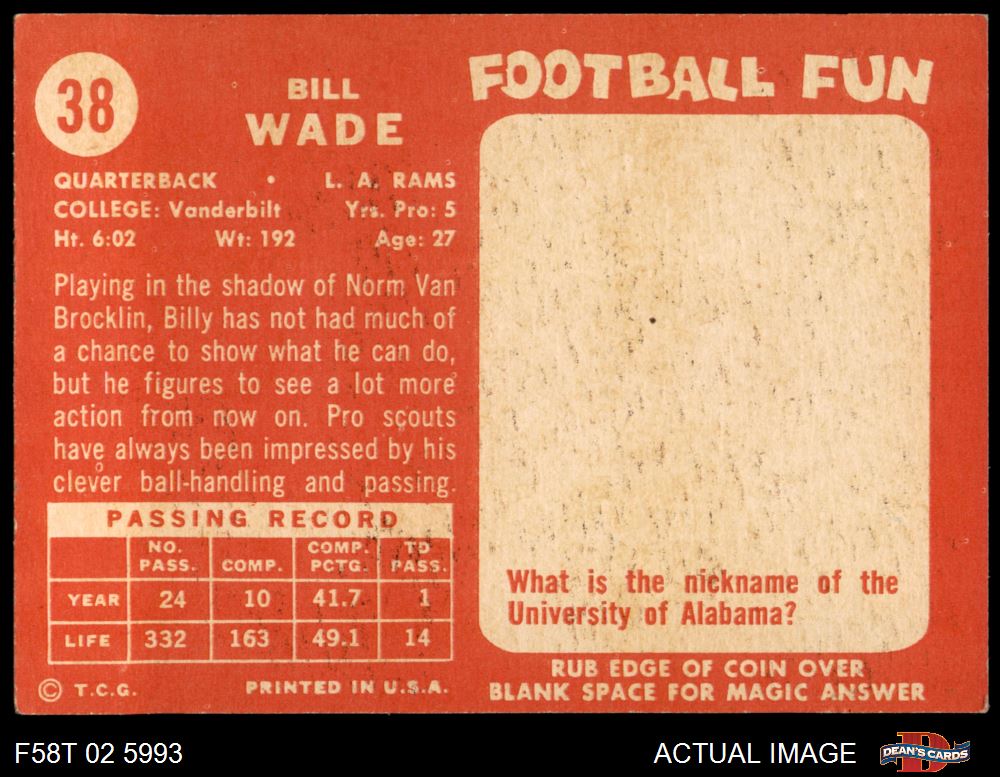 38
BILL
WADE
QUARTERBACK • L. A. RAMS
COLLEGE: Vanderbilt Yrs. Pro: 5
Ht. 6:02 Wt: 192 Age: 27
Playing in the shadow of Norm Van
Brocklin, Billy has not had much of
a chance to show what he can do,
but he figures to see a lot more
action from now on. Pro scouts
have always been impressed by his
clever ball-handling and passing.
PASSING RECORD
NO. PASS. COMP. COMP. PCTG. TD PASS.
YEAR 24 10 41.7 1
LIFE 332 163 49.1 14
© T.C.G. PRINTED IN U.S.A.
FOOTBALL FUN
What is the nickname of the
University of Alabama?
RUB EDGE OF COIN OVER
BLANK SPACE FOR MAGIC ANSWER
F58T 02 5993
ACTUAL IMAGE
D
DEAN'S CARDS